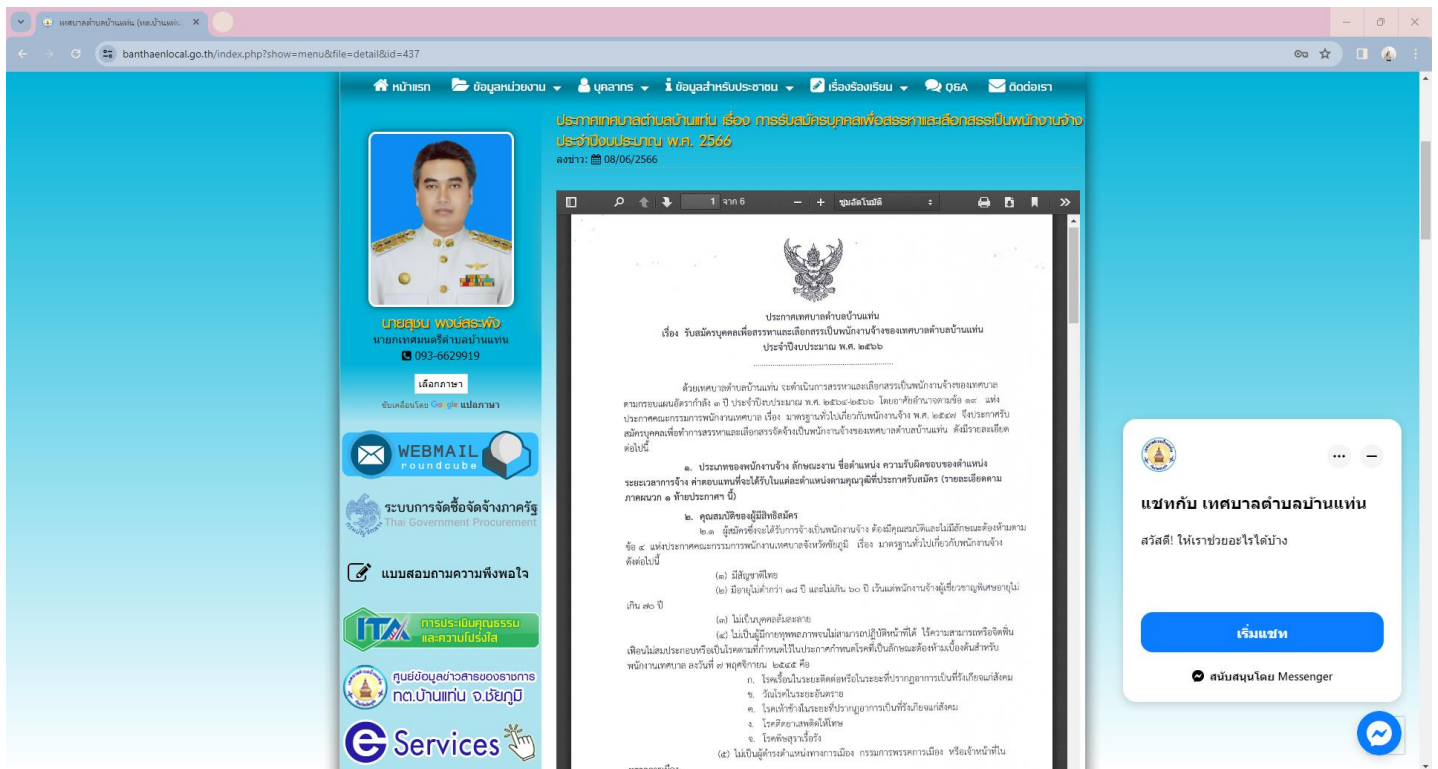 เทศบาลตำบลบ้านแท่น (ทต.บ้านแท่น
banthaenlocal.go.th/index.php?show=menu&file=detail&id=437
หน้าแรก ข้อมูลหน่วยงาน บุคลากร ข้อมูลสำหรับประชาชน เรื่องร้องเรียน Q&A ติดต่อเรา
ประกาศเทศบาลตำบลบ้านแท่น เรื่อง การรับสมัครบุคคลเพื่อสรรหาและเลือกสรรเป็นพนักงานจ้าง
ประจำปีงบประมาณ พ.ศ. 2566
ลงข่าว: 08/06/2566
นายสุชน พงษ์สระพัง
นายกเทศมนตรีตำบลบ้านแท่น
093-6629919
เลือกภาษา
ขับเคลื่อนโดย Google แปลภาษา
WEBMAIL
roundcube
ระบบการจัดซื้อจัดจ้างภาครัฐ
Thai Government Procurement
แบบสอบถามความพึงพอใจ
ITA การประเมินคุณธรรม
และความโปร่งใส
ศูนย์ข้อมูลข่าวสารของราชการ
ทต.บ้านแท่น จ.ชัยภูมิ
e Services
1 จาก 6 ซูมอัตโนมัติ
ประกาศเทศบาลตำบลบ้านแท่น
เรื่อง รับสมัครบุคคลเพื่อสรรหาและเลือกสรรเป็นพนักงานจ้างของเทศบาลตำบลบ้านแท่น
ประจำปีงบประมาณ พ.ศ. ๒๕๖๖
ด้วยเทศบาลตำบลบ้านแท่น จะดำเนินการสรรหาและเลือกสรรเป็นพนักงานจ้างของเทศบาล
ตามกรอบแผนอัตรากำลัง ๓ ปี ประจำปีงบประมาณ พ.ศ. ๒๕๖๔-๒๕๖๖ โดยอาศัยอำนาจตามข้อ ๑๙ แห่ง
ประกาศคณะกรรมการพนักงานเทศบาล เรื่อง มาตรฐานทั่วไปเกี่ยวกับพนักงานจ้าง พ.ศ. ๒๕๔๗ จึงประกาศรับ
สมัครบุคคลเพื่อทำการสรรหาและเลือกสรรจัดจ้างเป็นพนักงานจ้างของเทศบาลตำบลบ้านแท่น ดังมีรายละเอียด
ต่อไปนี้
๑. ประเภทของพนักงานจ้าง ลักษณะงาน ชื่อตำแหน่ง ความรับผิดชอบของตำแหน่ง
ระยะเวลาการจ้าง ค่าตอบแทนที่จะได้รับในแต่ละตำแหน่งตามคุณวุฒิที่ประกาศรับสมัคร (รายละเอียดตาม
ภาคผนวก ๑ ท้ายประกาศฯ นี้)
๒. คุณสมบัติของผู้มีสิทธิสมัคร
๒.๑ ผู้สมัครซึ่งจะได้รับการจ้างเป็นพนักงานจ้าง ต้องมีคุณสมบัติและไม่มีลักษณะต้องห้ามตาม
ข้อ ๔ แห่งประกาศคณะกรรมการพนักงานเทศบาลจังหวัดชัยภูมิ เรื่อง มาตรฐานทั่วไปเกี่ยวกับพนักงานจ้าง
ดังต่อไปนี้
(๑) มีสัญชาติไทย
(๒) มีอายุไม่ต่ำกว่า ๑๘ ปี และไม่เกิน ๖๐ ปี เว้นแต่พนักงานจ้างผู้เชี่ยวชาญพิเศษอายุไม่
เกิน ๗๐ ปี
(๓) ไม่เป็นบุคคลล้มละลาย
(๔) ไม่เป็นผู้มีกายทุพพลภาพจนไม่สามารถปฏิบัติหน้าที่ได้ ไร้ความสามารถหรือจิตฟั่น
เฟือนไม่สมประกอบหรือเป็นโรคตามที่กำหนดไว้ในประกาศกำหนดโรคที่เป็นลักษณะต้องห้ามเบื้องต้นสำหรับ
พนักงานเทศบาล ลงวันที่ ๗ พฤศจิกายน ๒๕๔๕ คือ
ก. โรคเรื้อนในระยะติดต่อหรือในระยะที่ปรากฏอาการเป็นที่รังเกียจแก่สังคม
ข. วัณโรคในระยะอันตราย
ค. โรคเท้าช้างในระยะที่ปรากฏอาการเป็นที่รังเกียจแก่สังคม
ง. โรคติดยาเสพติดให้โทษ
จ. โรคพิษสุราเรื้อรัง
(๕) ไม่เป็นผู้ดำรงตำแหน่งทางการเมือง กรรมการพรรคการเมือง หรือเจ้าหน้าที่ใน
แชทกับ เทศบาลตำบลบ้านแท่น
สวัสดี! ให้เราช่วยอะไรได้บ้าง
เริ่มแชท
สนับสนุนโดย Messenger